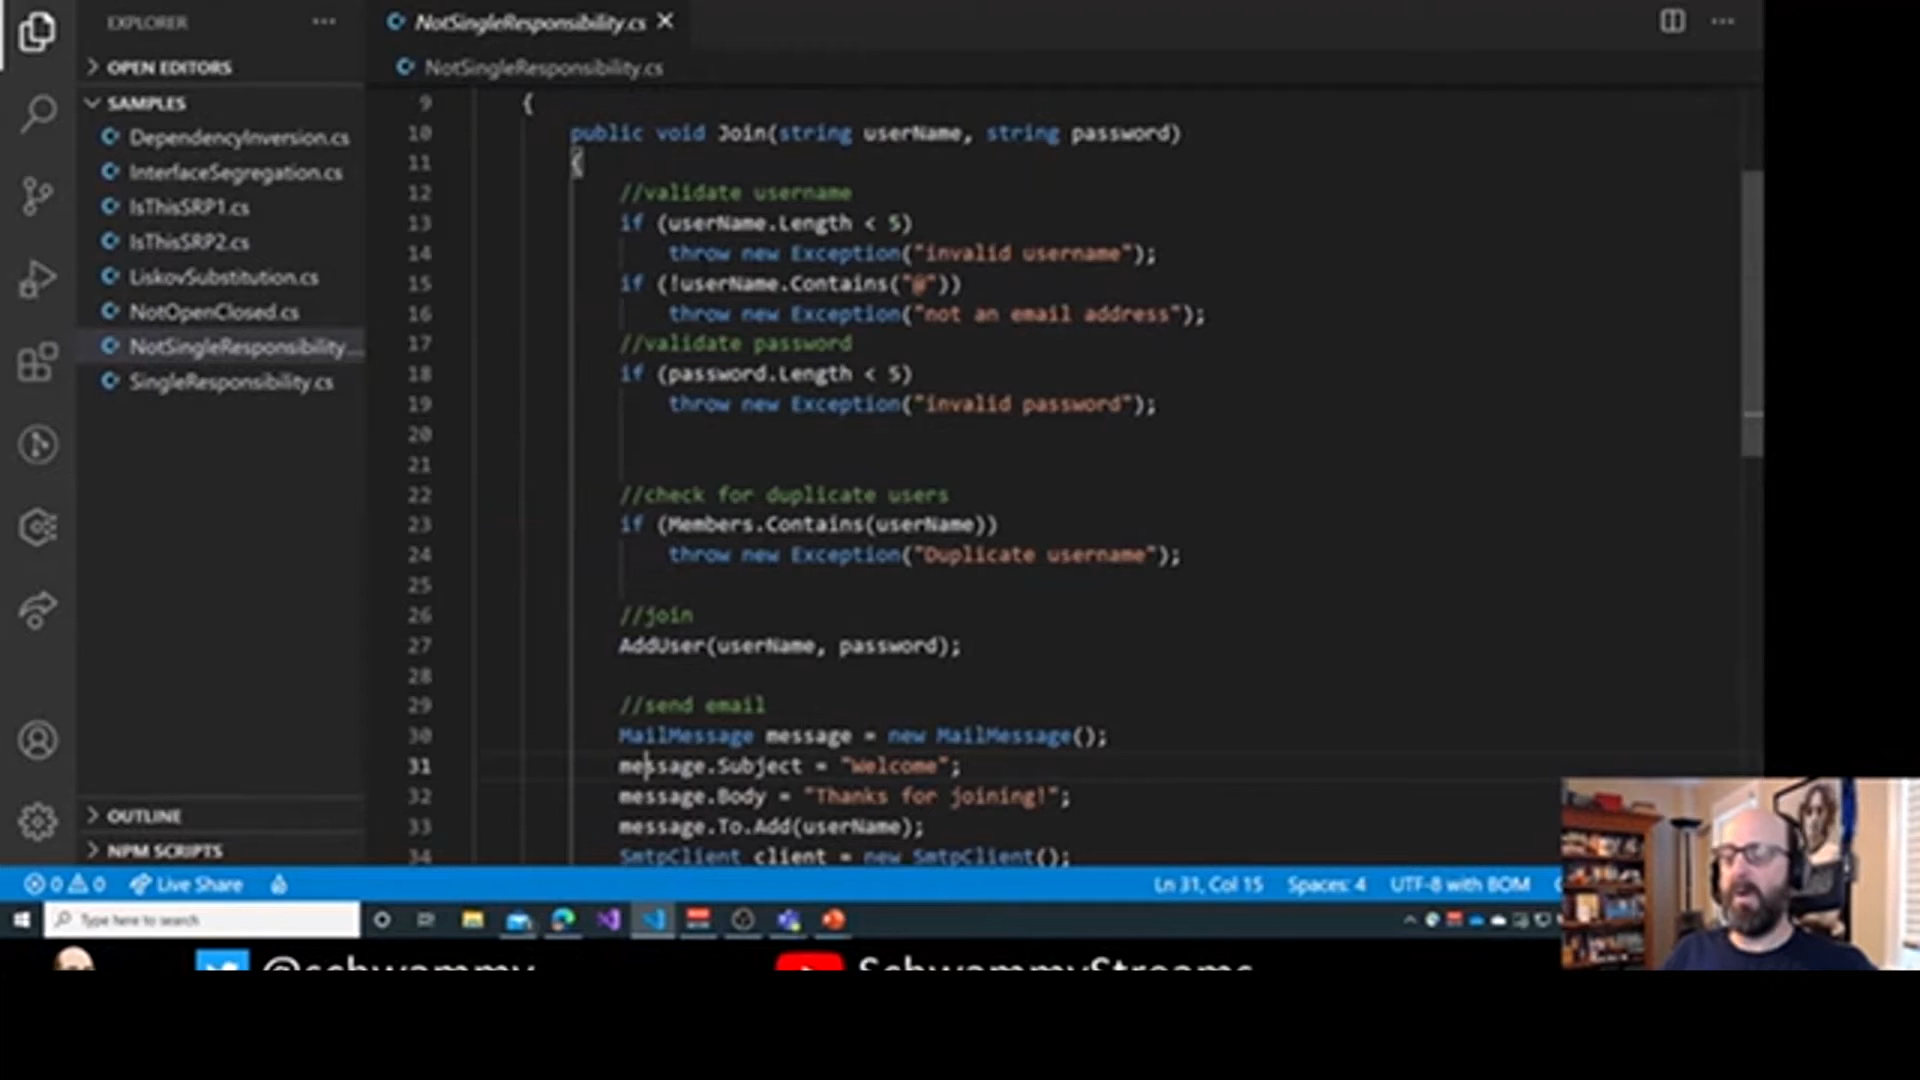 EXPLORER
OPEN EDITORS
SAMPLES
DependencyInversion.cs
InterfaceSegregation.cs
IsThisSRP1.cs
IsThisSRP2.cs
LiskovSubstitution.cs
NotOpenClosed.cs
NotSingleResponsibility...
SingleResponsibility.cs
OUTLINE
NPM SCRIPTS
NotSingleResponsibility.cs
NotSingleResponsibility.cs
9 {
10 public void Join(string userName, string password)
11 {
12 //validate username
13 if (userName.Length < 5)
14 throw new Exception("invalid username");
15 if (!userName.Contains("@"))
16 throw new Exception("not an email address");
17 //validate password
18 if (password.Length < 5)
19 throw new Exception("invalid password");
20
21
22 //check for duplicate users
23 if (Members.Contains(userName))
24 throw new Exception("Duplicate username");
25
26 //join
27 AddUser(userName, password);
28
29 //send email
30 MailMessage message = new MailMessage();
31 message.Subject = "Welcome";
32 message.Body = "Thanks for joining!";
33 message.To.Add(userName);
34 SmtpClient client = new SmtpClient();
0 0 Live Share Ln 31, Col 15 Spaces: 4 UTF-8 with BOM
Type here to search
@schwammy SchwammyStreams